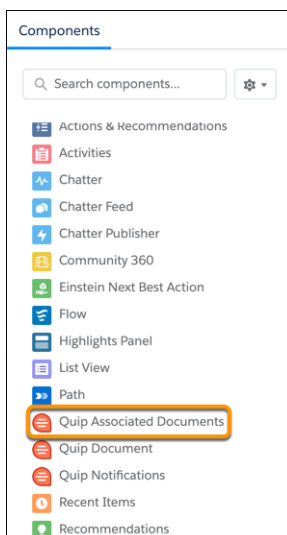 Components
Search components...
Actions & Recommendations
Activities
Chatter
Chatter Feed
Chatter Publisher
Community 360
Einstein Next Best Action
Flow
Highlights Panel
List View
Path
Quip Associated Documents
Quip Document
Quip Notifications
Recent Items
Recommendations